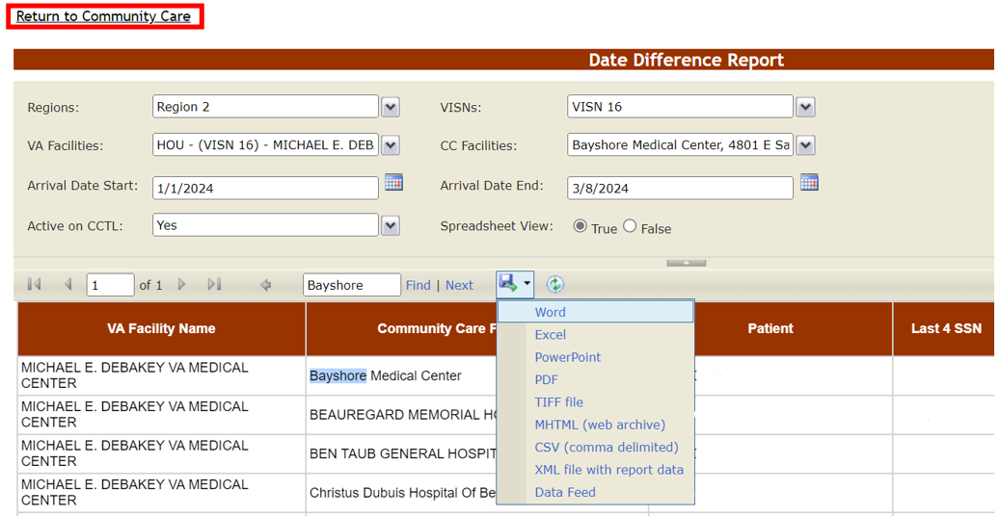 Return to Community Care
Date Difference Report
Regions: Region 2 VISNs: VISN 16
VA Facilities: HOU - (VISN 16) - MICHAEL E. DEB CC Facilities: Bayshore Medical Center, 4801 E Sa
Arrival Date Start: 1/1/2024 Arrival Date End: 3/8/2024
Active on CCTL: Yes Spreadsheet View: True False
1 of 1 Bayshore Find | Next
Word
Excel
PowerPoint
PDF
TIFF file
MHTML (web archive)
CSV (comma delimited)
XML file with report data
Data Feed
VA Facility Name Community Care F Patient Last 4 SSN
MICHAEL E. DEBAKEY VA MEDICAL
CENTER
Bayshore Medical Center
MICHAEL E. DEBAKEY VA MEDICAL
CENTER
BEAUREGARD MEMORIAL HO
MICHAEL E. DEBAKEY VA MEDICAL
CENTER
BEN TAUB GENERAL HOSPIT
MICHAEL E. DEBAKEY VA MEDICAL
CENTER
Christus Dubuis Hospital Of Be